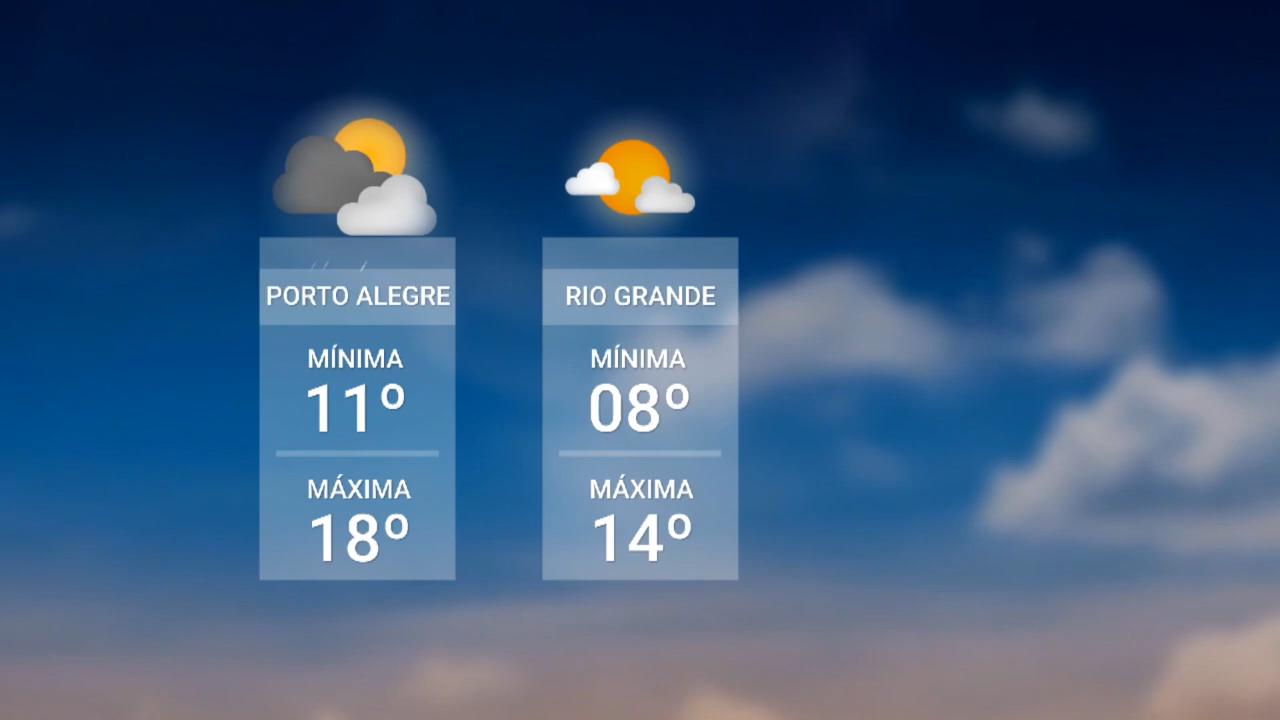 PORTO ALEGRE
MÍNIMA
11º
MÁXIMA
18º
RIO GRANDE
MÍNIMA
08º
MÁXIMA
14º